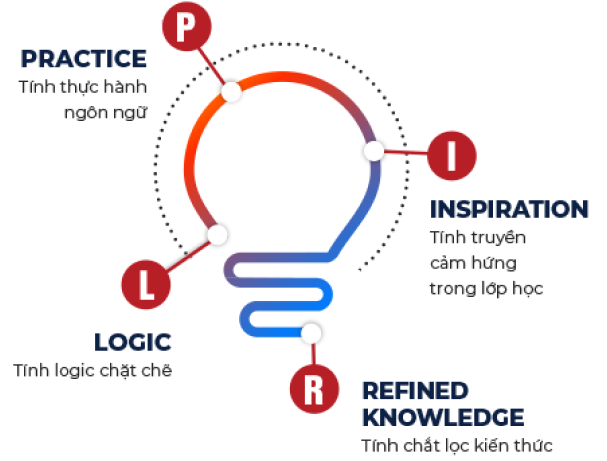 P
PRACTICE
Tính thực hành
ngôn ngữ
I
INSPIRATION
Tính truyền
cảm hứng
trong lớp học
L
LOGIC
Tính logic chặt chẽ
R
REFINED
KNOWLEDGE
Tính chắt lọc kiến thức